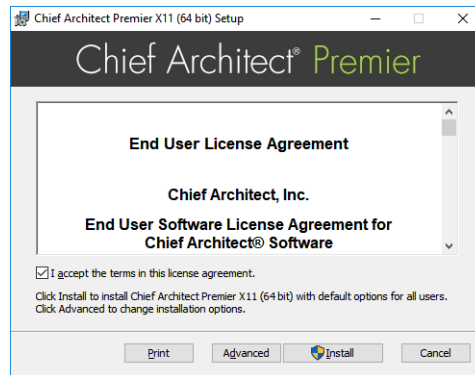 Chief Architect Premier X11 (64 bit) Setup
Chief Architect® Premier
End User License Agreement
Chief Architect, Inc.
End User Software License Agreement for
Chief Architect® Software
I accept the terms in this license agreement.
Click Install to install Chief Architect Premier X11 (64 bit) with default options for all users.
Click Advanced to change installation options.
Print Advanced Install Cancel